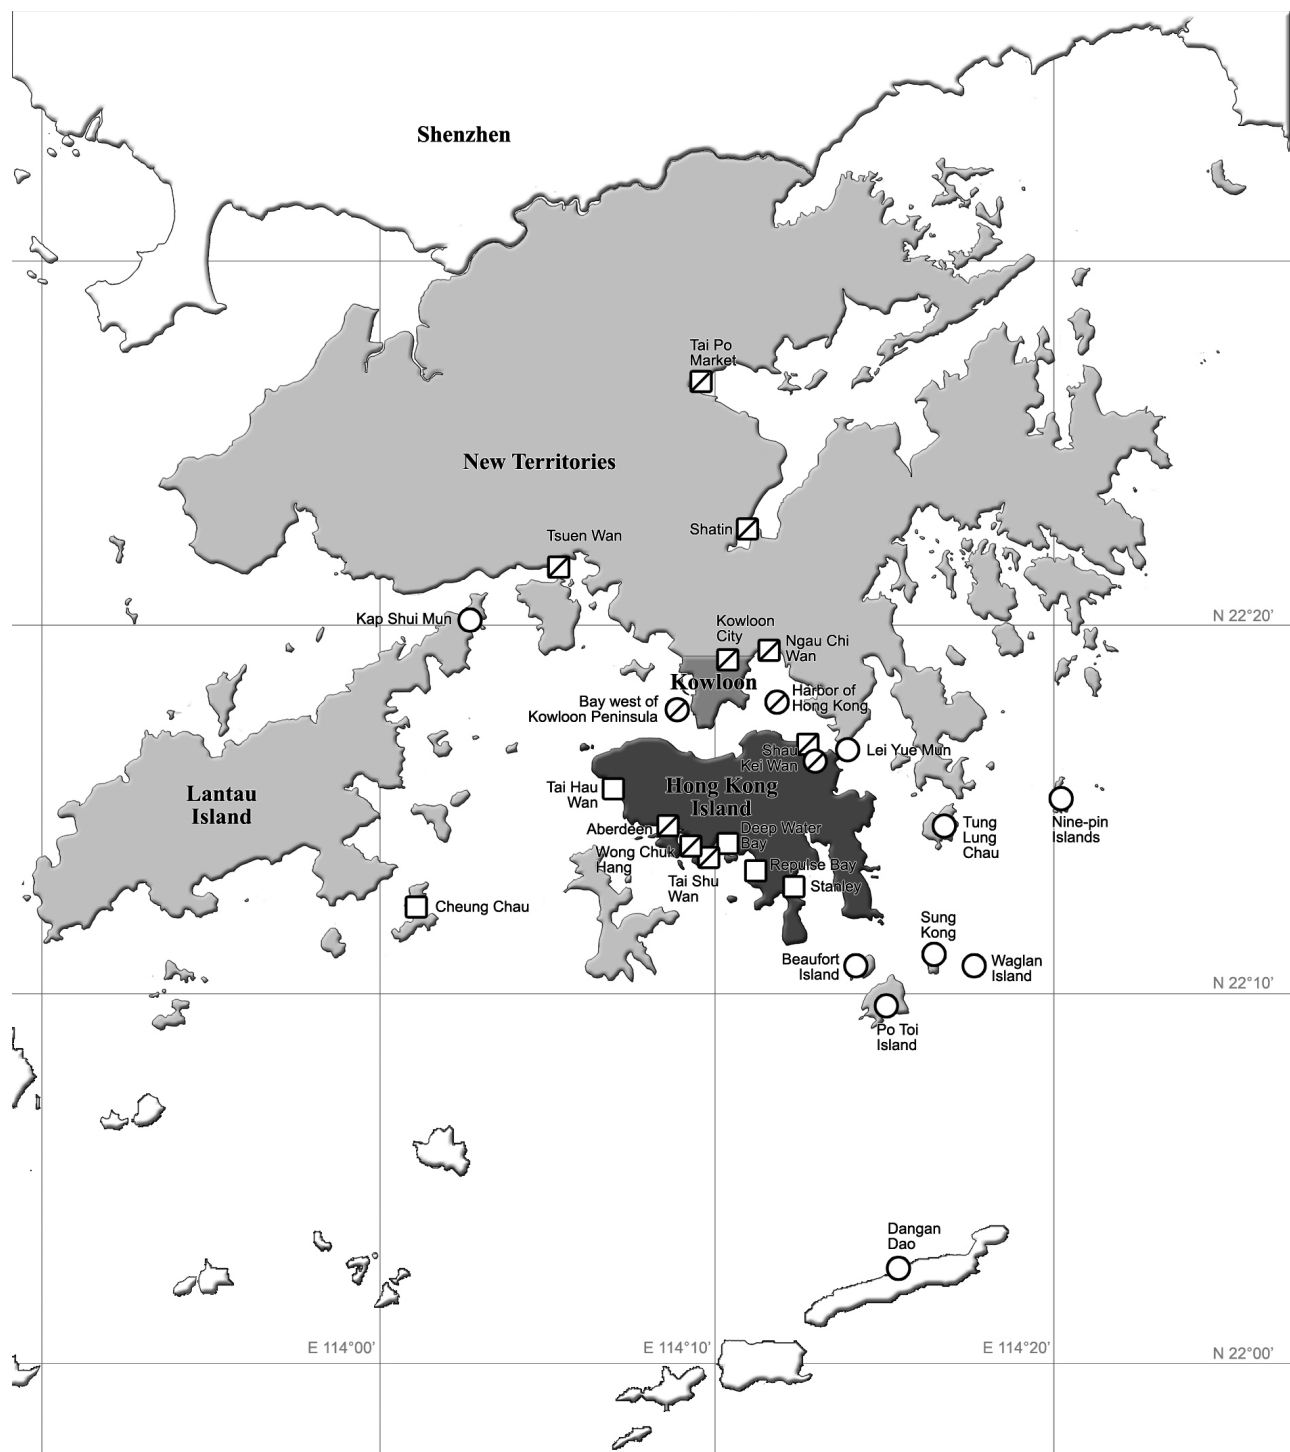 Shenzhen
Tai Po
Market
New Territories
Shatin
Tsuen Wan
Kap Shui Mun
N 22°20'
Kowloon
City
Ngau Chi
Wan
Kowloon
Bay west of
Kowloon Peninsula
Harbor of
Hong Kong
Shau
Kei Wan
Lei Yue Mun
Hong Kong
Island
Tai Hau
Wan
Lantau
Island
Nine-pin
Islands
Tung
Lung
Chau
Aberdeen
Deep Water
Bay
Wong Chuk
Hang
Repulse Bay
Tai Shu
Wan
Stanley
Cheung Chau
Sung
Kong
Beaufort
Island
Waglan
Island
N 22°10'
Po Toi
Island
Dangan
Dao
E 114°00'
E 114°10'
E 114°20'
N 22°00'